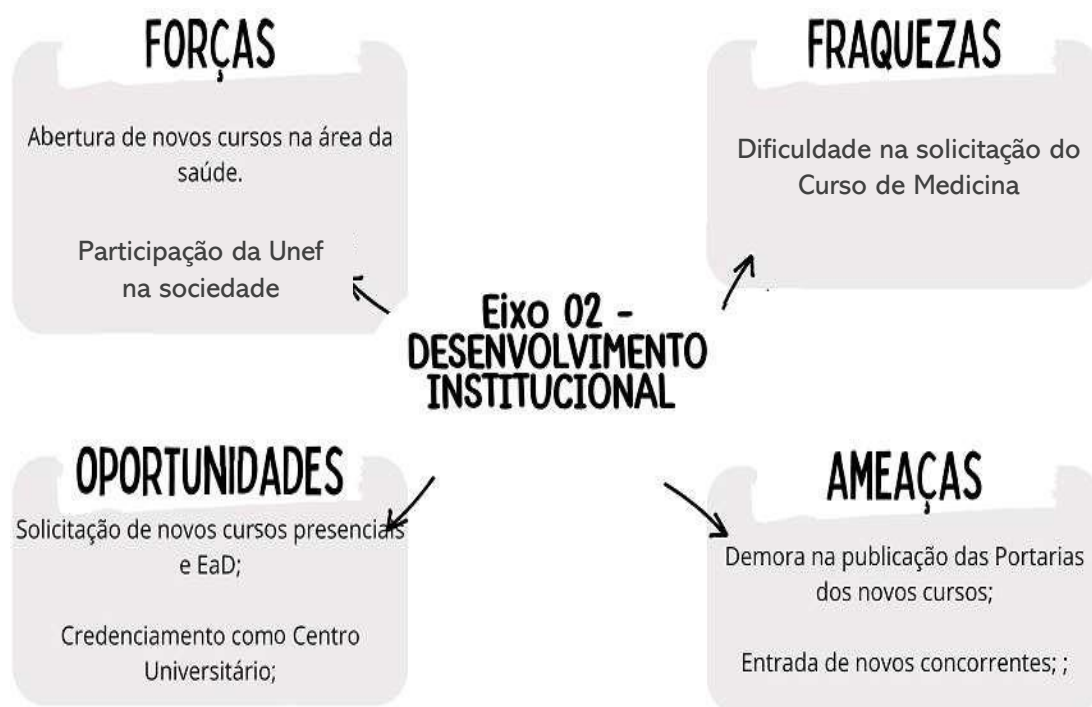 FORÇAS
Abertura de novos cursos na área da
saúde.
Participação da Unef
na sociedade
FRAQUEZAS
Dificuldade na solicitação do
Curso de Medicina
Eixo 02 -
DESENVOLVIMENTO
INSTITUCIONAL
OPORTUNIDADES
Solicitação de novos cursos presenciais
e EaD;
Credenciamento como Centro
Universitário;
AMEAÇAS
Demora na publicação das Portarias
dos novos cursos;
Entrada de novos concorrentes; ;